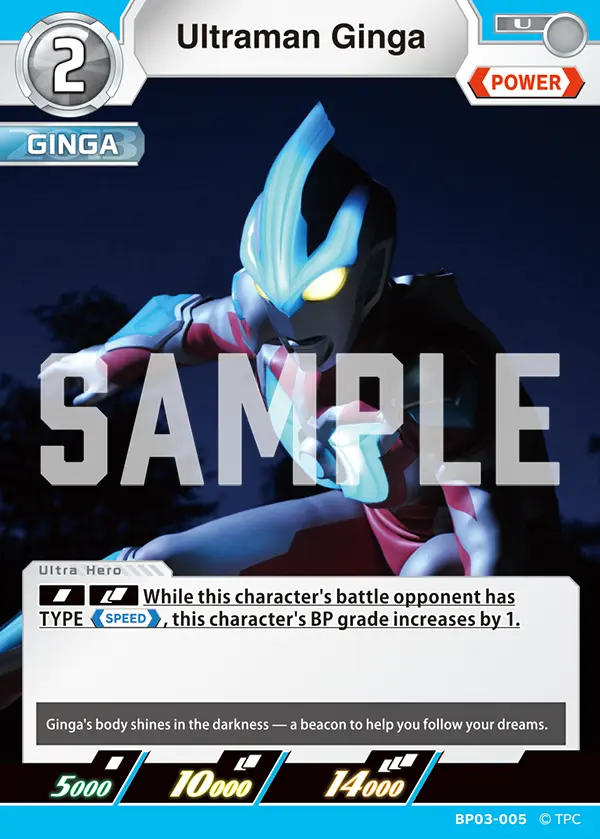 2
Ultraman Ginga
U
POWER
2013
GINGA
SAMPLE
Ultra Hero
While this character's battle opponent has
TYPE SPEED, this character's BP grade increases by 1.
Ginga's body shines in the darkness — a beacon to help you follow your dreams.
5000 10000 14000
BP03-005 © TPC